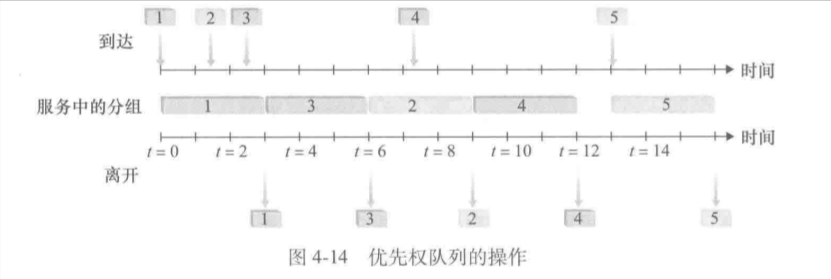 1 2 3 4 5
到达
时间
服务中的分组 1 3 2 4 5
时间
t = 0 t = 2 t = 4 t = 6 t = 8 t = 10 t = 12 t = 14
离开
1 3 2 4 5
图 4-14 优先权队列的操作